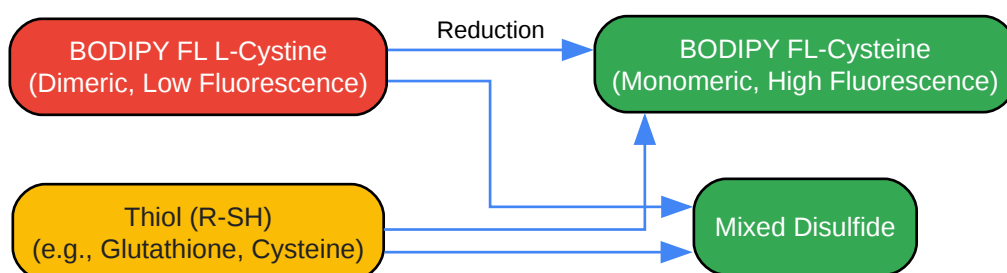 BODIPY FL L-Cystine
(Dimeric, Low Fluorescence)
Reduction
BODIPY FL-Cysteine
(Monomeric, High Fluorescence)
Thiol (R-SH)
(e.g., Glutathione, Cysteine)
Mixed Disulfide